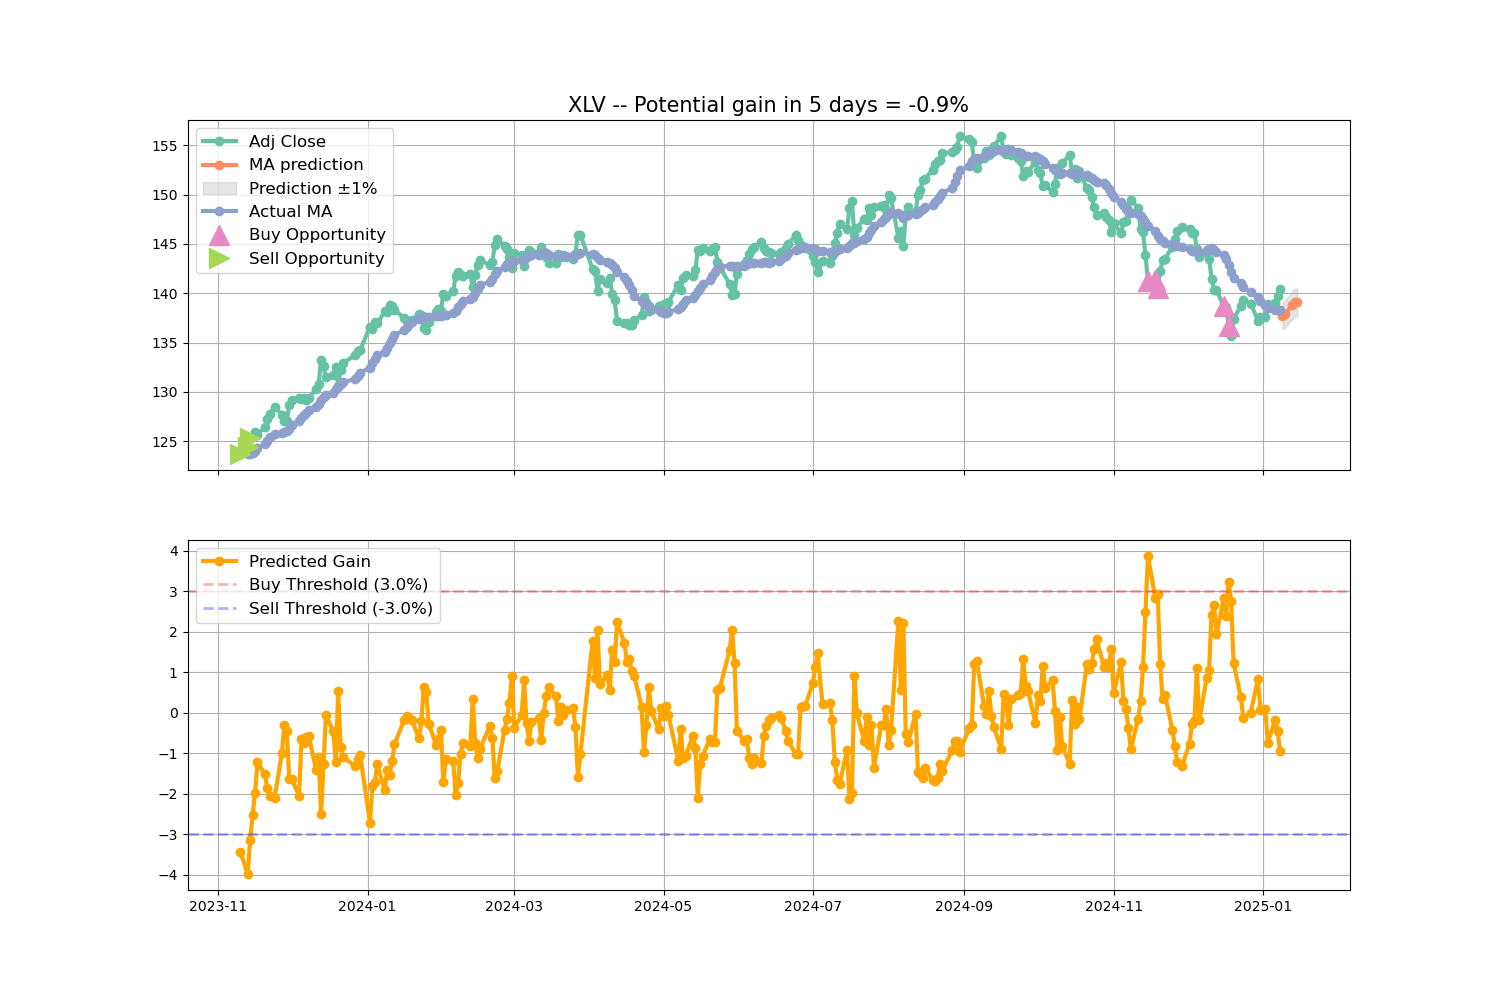 XLV -- Potential gain in 5 days = -0.9%
Adj Close
MA prediction
Prediction ±1%
Actual MA
Buy Opportunity
Sell Opportunity
155
150
145
140
135
130
125
Predicted Gain
Buy Threshold (3.0%)
Sell Threshold (-3.0%)
4
3
2
1
0
−1
−2
−3
−4
2023-11
2024-01
2024-03
2024-05
2024-07
2024-09
2024-11
2025-01